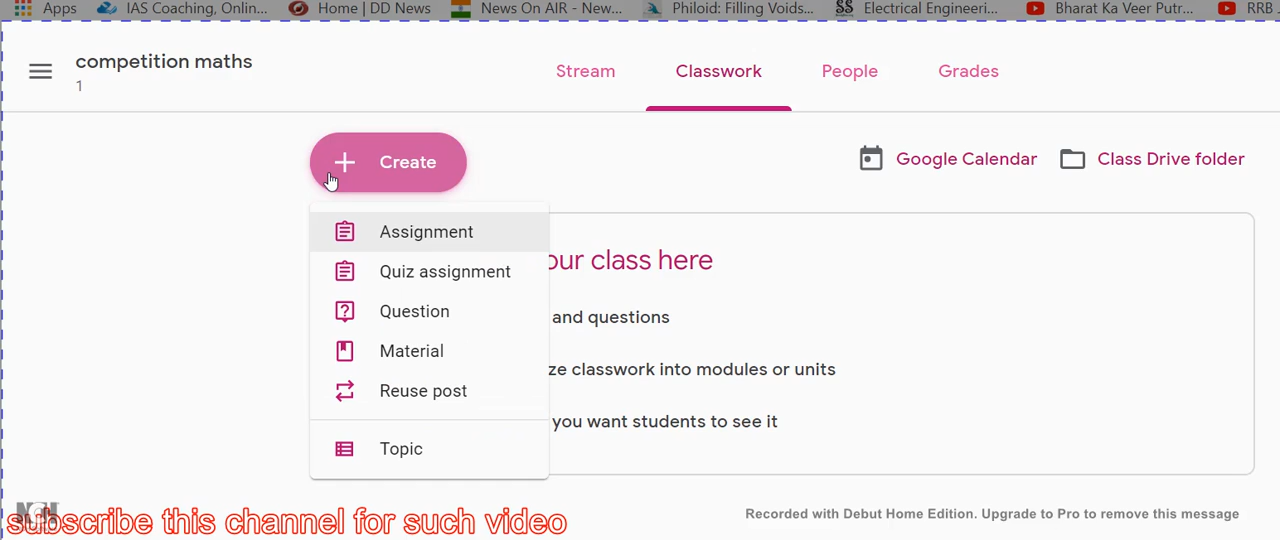 Apps IAS Coaching, Onlin... Home | DD News News On AIR - New... Philoid: Filling Voids... Electrical Engineeri... Bharat Ka Veer Putr... RRB
competition maths
1
Stream Classwork People Grades
Create
Google Calendar Class Drive folder
Assignment
our class here
Quiz assignment
Question and questions
Material
ze classwork into modules or units
Reuse post
you want students to see it
Topic
subscribe this channel for such video
Recorded with Debut Home Edition. Upgrade to Pro to remove this message